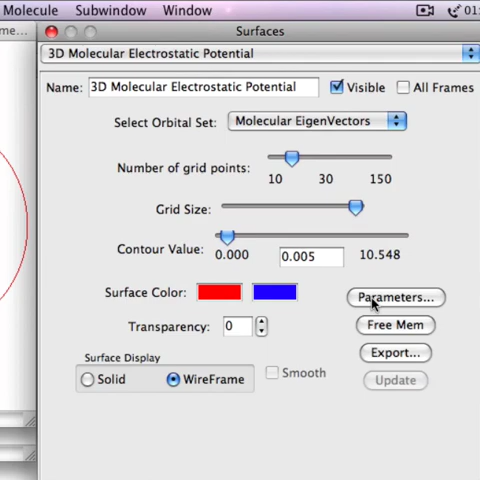 Molecule Subwindow Window 01:
me... Surfaces
3D Molecular Electrostatic Potential
Name: 3D Molecular Electrostatic Potential Visible All Frames
Select Orbital Set: Molecular EigenVectors
Number of grid points:
10 30 150
Grid Size:
Contour Value: 0.000 0.005 10.548
Surface Color: Parameters...
Transparency: 0 Free Mem
Surface Display Export...
Solid WireFrame Smooth Update